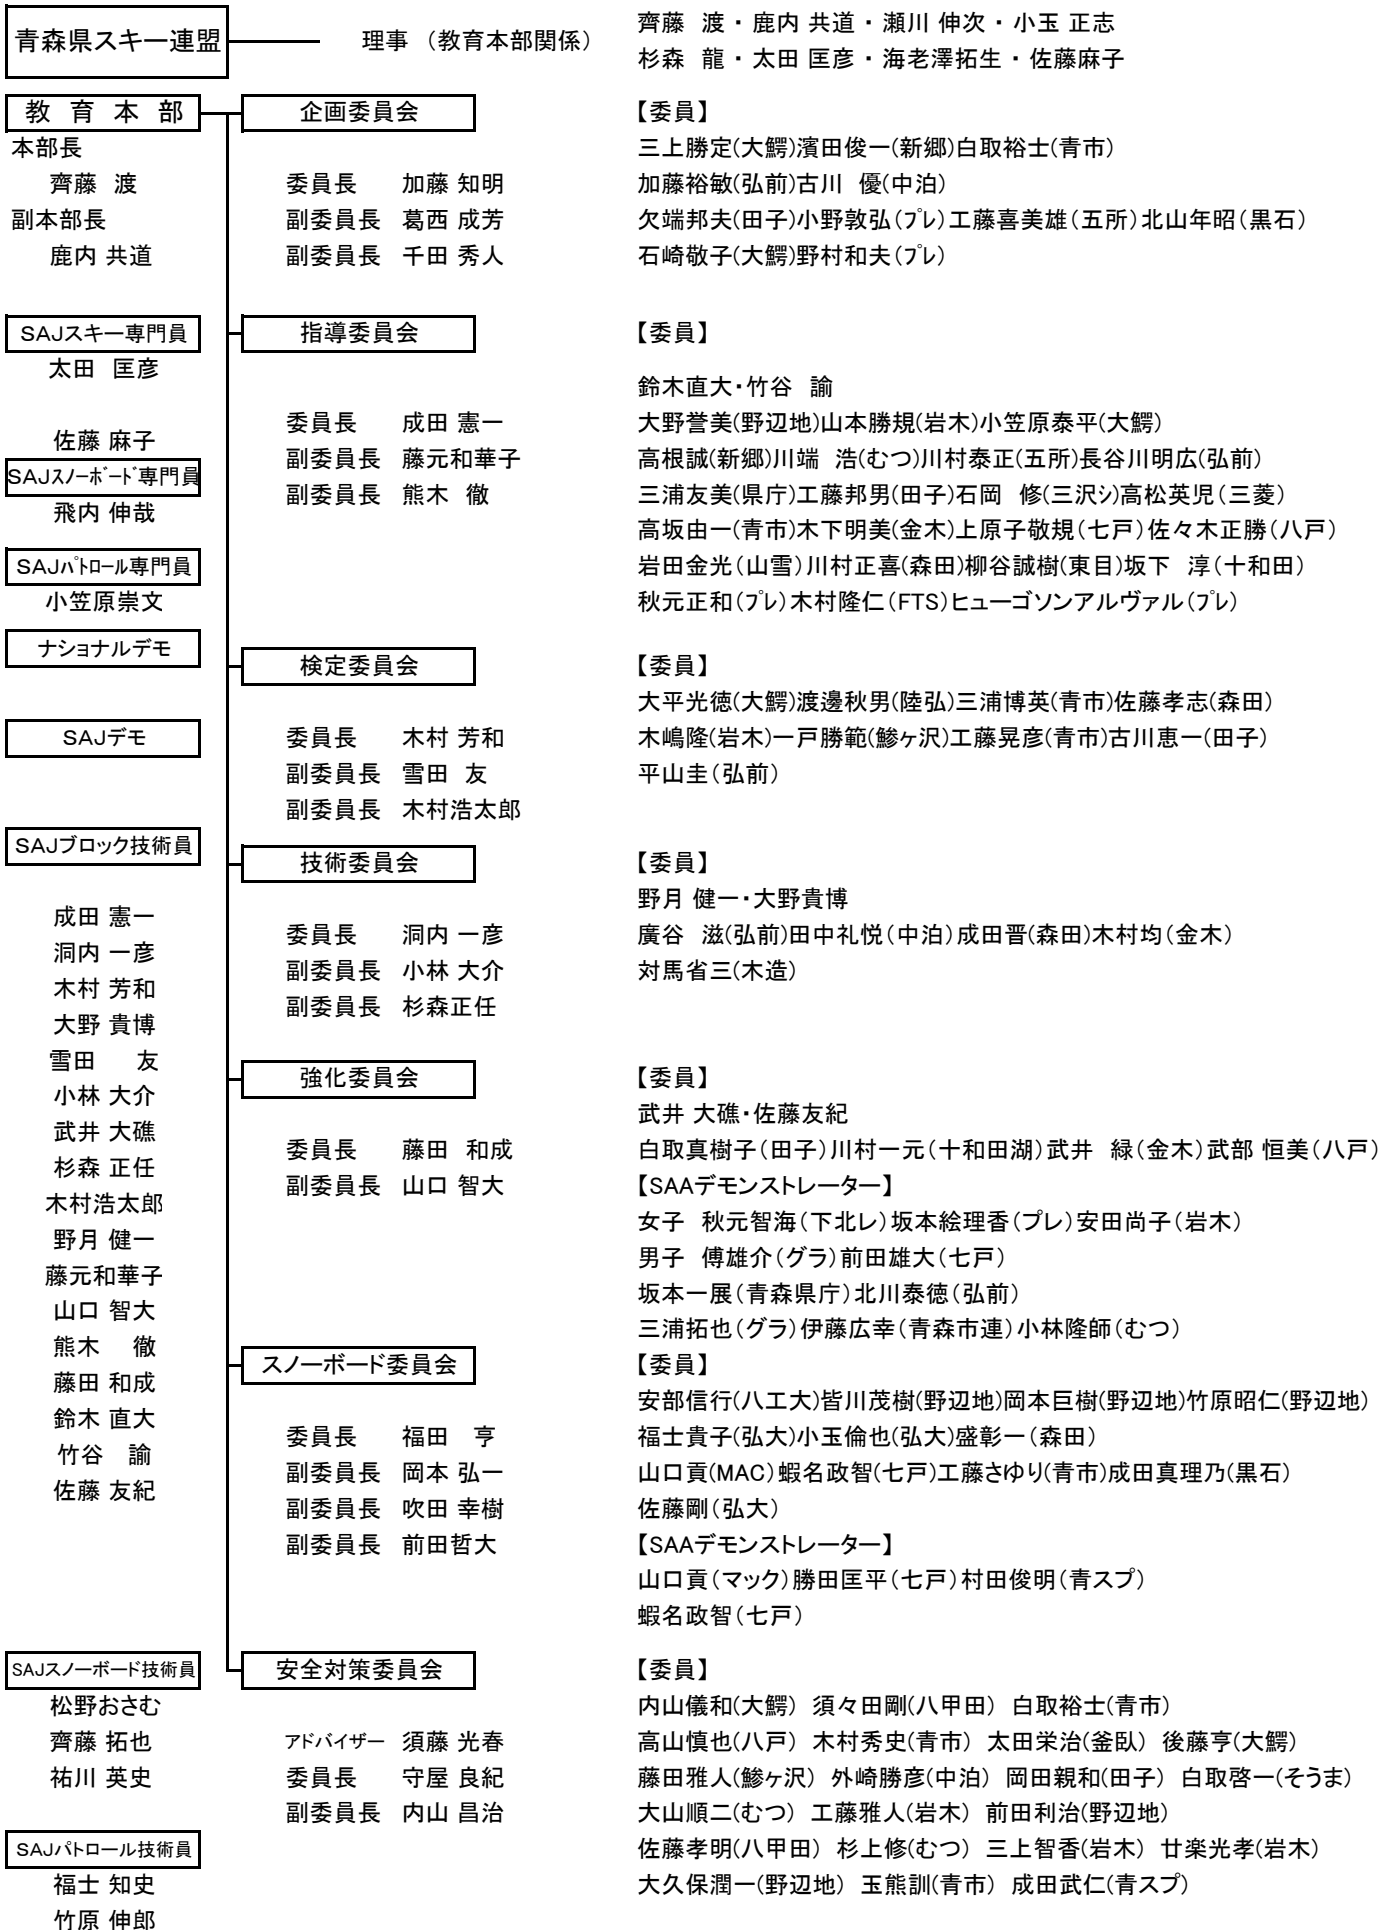 青森県スキー連盟
理事 （教育本部関係）
齊藤　渡 ・ 鹿内 共道 ・ 瀬川 伸次 ・ 小玉 正志
杉森　龍 ・ 太田 匡彦 ・ 海老澤拓生 ・ 佐藤麻子
教 育 本 部
本部長
齊藤　渡
副本部長
鹿内 共道
SAJスキー専門員
太田　匡彦
佐藤 麻子
SAJｽﾉｰﾎﾞｰﾄﾞ専門員
飛内 伸哉
SAJﾊﾟﾄﾛｰﾙ専門員
小笠原崇文
ナショナルデモ
SAJデモ
SAJブロック技術員
成田 憲一
洞内 一彦
木村 芳和
大野 貴博
雪田　　友
小林 大介
武井 大礁
杉森 正任
木村浩太郎
野月 健一
藤元和華子
山口 智大
熊木　 徹
藤田 和成
鈴木 直大
竹谷　諭
佐藤 友紀
SAJスノーボード技術員
松野おさむ
齊藤 拓也
祐川 英史
SAJパトロール技術員
福士 知史
竹原 伸郎
企画委員会
委員長　加藤 知明
副委員長　葛西 成芳
副委員長　千田 秀人
【委員】
三上勝定(大鰐)濱田俊一(新郷)白取裕士(青市)
加藤裕敏(弘前)古川　優(中泊)
欠端邦夫(田子)小野敦弘（ﾌﾟﾚ）工藤喜美雄（五所）北山年昭（黒石）
石崎敬子(大鰐)野村和夫（ﾌﾟﾚ）
指導委員会
委員長　成田 憲一
副委員長　藤元和華子
副委員長　熊木　徹
【委員】
鈴木直大・竹谷　諭
大野誉美(野辺地)山本勝規(岩木)小笠原泰平(大鰐)
高根誠(新郷)川端　浩(むつ)川村泰正(五所)長谷川明広(弘前)
三浦友美(県庁)工藤邦男(田子)石岡　修(三沢ｼ)高松英児（三菱）
高坂由一(青市)木下明美(金木)上原子敬規（七戸）佐々木正勝（八戸）
岩田金光（山雪）川村正喜(森田)柳谷誠樹(東目)坂下　淳（十和田）
秋元正和（ﾌﾟﾚ）木村隆仁（FTS）ヒューゴソンアルヴァル（ﾌﾟﾚ）
検定委員会
委員長　木村 芳和
副委員長　雪田　友
副委員長　木村浩太郎
【委員】
大平光徳(大鰐)渡邊秋男(陸弘)三浦博英(青市)佐藤孝志(森田)
木嶋隆(岩木)一戸勝範(鯵ヶ沢)工藤晃彦(青市)古川恵一(田子)
平山圭（弘前）
技術委員会
委員長　洞内 一彦
副委員長　小林 大介
副委員長　杉森正任
【委員】
野月 健一・大野貴博
廣谷　滋(弘前)田中礼悦（中泊）成田晋(森田)木村均（金木）
対馬省三(木造)
強化委員会
委員長　藤田　和成
副委員長　山口 智大
【委員】
武井 大礁・佐藤友紀
白取真樹子（田子）川村一元（十和田湖）武井　緑（金木）武部 恒美（八戸）
【SAAデモンストレーター】
女子　秋元智海（下北レ）坂本絵理香（プレ）安田尚子（岩木）
男子　傅雄介（グラ）前田雄大（七戸）
坂本一展（青森県庁）北川泰徳（弘前）
三浦拓也（グラ）伊藤広幸（青森市連）小林隆師（むつ）
スノーボード委員会
委員長　福田　亨
副委員長　岡本 弘一
副委員長　吹田 幸樹
副委員長　前田哲大
【委員】
安部信行(八工大)皆川茂樹(野辺地)岡本巨樹(野辺地)竹原昭仁(野辺地)
福士貴子(弘大)小玉倫也(弘大)盛彰一（森田）
山口貢(MAC)蝦名政智(七戸)工藤さゆり(青市)成田真理乃(黒石)
佐藤剛（弘大）
【SAAデモンストレーター】
山口貢（マック）勝田匡平（七戸）村田俊明（青スプ）
蝦名政智（七戸）
安全対策委員会
アドバイザー　須藤 光春
委員長　守屋 良紀
副委員長　内山 昌治
【委員】
内山儀和(大鰐)　須々田剛(八甲田)　白取裕士(青市)
高山慎也(八戸)　木村秀史(青市)　太田栄治(釜臥)　後藤亨(大鰐)
藤田雅人(鯵ヶ沢)　外崎勝彦(中泊)　岡田親和(田子)　白取啓一(そうま)
大山順二(むつ)　工藤雅人(岩木)　前田利治(野辺地)
佐藤孝明(八甲田)　杉上修(むつ)　三上智香(岩木)　廿楽光孝(岩木)
大久保潤一(野辺地)　玉熊訓(青市)　成田武仁(青スプ)